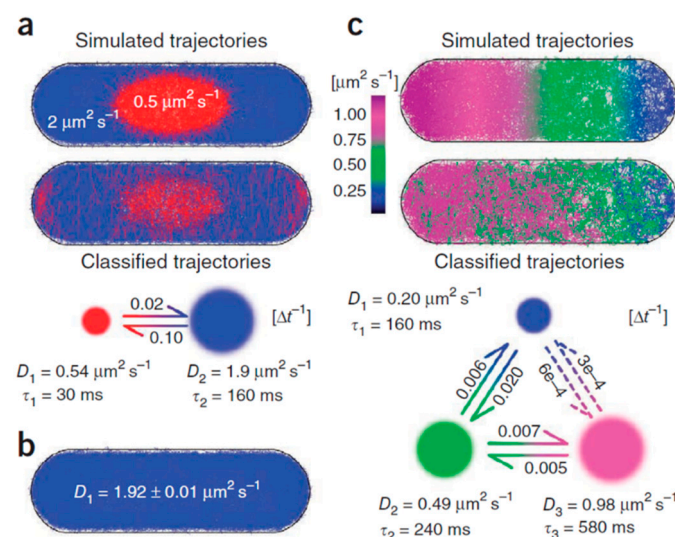 a
Simulated trajectories
0.5 μm² s⁻¹
2 μm² s⁻¹
Classified trajectories
0.02
0.10
[Δt⁻¹]
D₁ = 0.54 μm² s⁻¹
τ₁ = 30 ms
D₂ = 1.9 μm² s⁻¹
τ₂ = 160 ms
b
D₁ = 1.92 ± 0.01 μm² s⁻¹
c
Simulated trajectories
[μm² s⁻¹]
1.00
0.75
0.50
0.25
Classified trajectories
D₁ = 0.20 μm² s⁻¹
τ₁ = 160 ms
[Δt⁻¹]
0.006
0.020
6e–4
3e–4
0.007
0.005
D₂ = 0.49 μm² s⁻¹
τ₂ = 240 ms
D₃ = 0.98 μm² s⁻¹
τ₃ = 580 ms